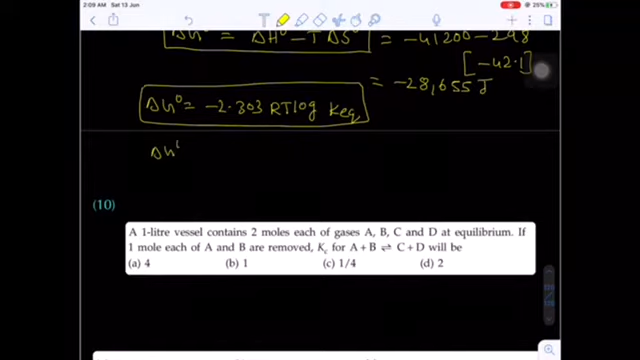 2:09 AM Sat 13 Jun
25%
ΔG° = ΔH° - TΔS° = -41200 - 298
[-42.1]
= -28,655 J
ΔG° = -2.303 RT log Keq
ΔG°
(10)
A 1-litre vessel contains 2 moles each of gases A, B, C and D at equilibrium. If
1 mole each of A and B are removed, Kc for A + B ⇌ C + D will be
(a) 4 (b) 1 (c) 1/4 (d) 2